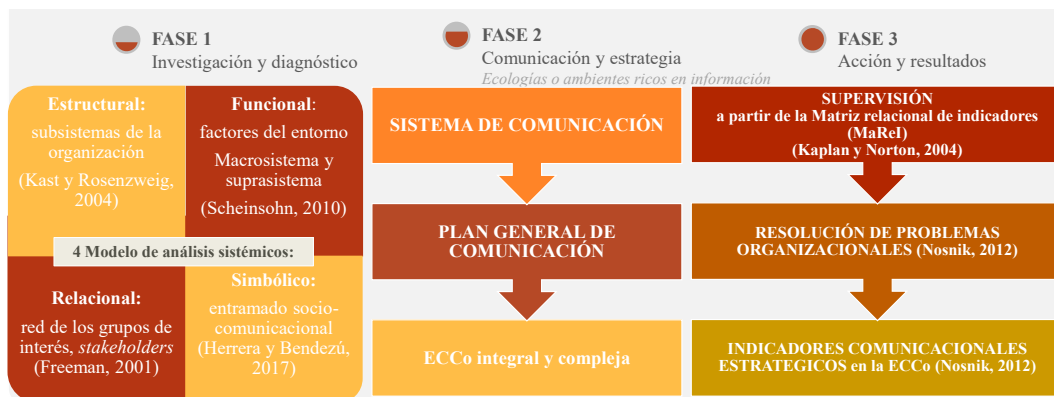 FASE 1
Investigación y diagnóstico
Estructural:
subsistemas de la
organización
(Kast y Rosenzweig,
2004)
Funcional:
factores del entorno
Macrosistema y
suprasistema
(Scheinsohn, 2010)
4 Modelo de análisis sistémicos:
Relacional:
red de los grupos de
interés, stakeholders
(Freeman, 2001)
Simbólico:
entramado socio-
comunicacional
(Herrera y Bendezú,
2017)
FASE 2
Comunicación y estrategia
Ecologías o ambientes ricos en información
SISTEMA DE COMUNICACIÓN
PLAN GENERAL DE
COMUNICACIÓN
ECCo integral y compleja
FASE 3
Acción y resultados
SUPERVISIÓN
a partir de la Matriz relacional de indicadores
(MaReI)
(Kaplan y Norton, 2004)
RESOLUCIÓN DE PROBLEMAS
ORGANIZACIONALES (Nosnik, 2012)
INDICADORES COMUNICACIONALES
ESTRATEGICOS en la ECCo (Nosnik, 2012)